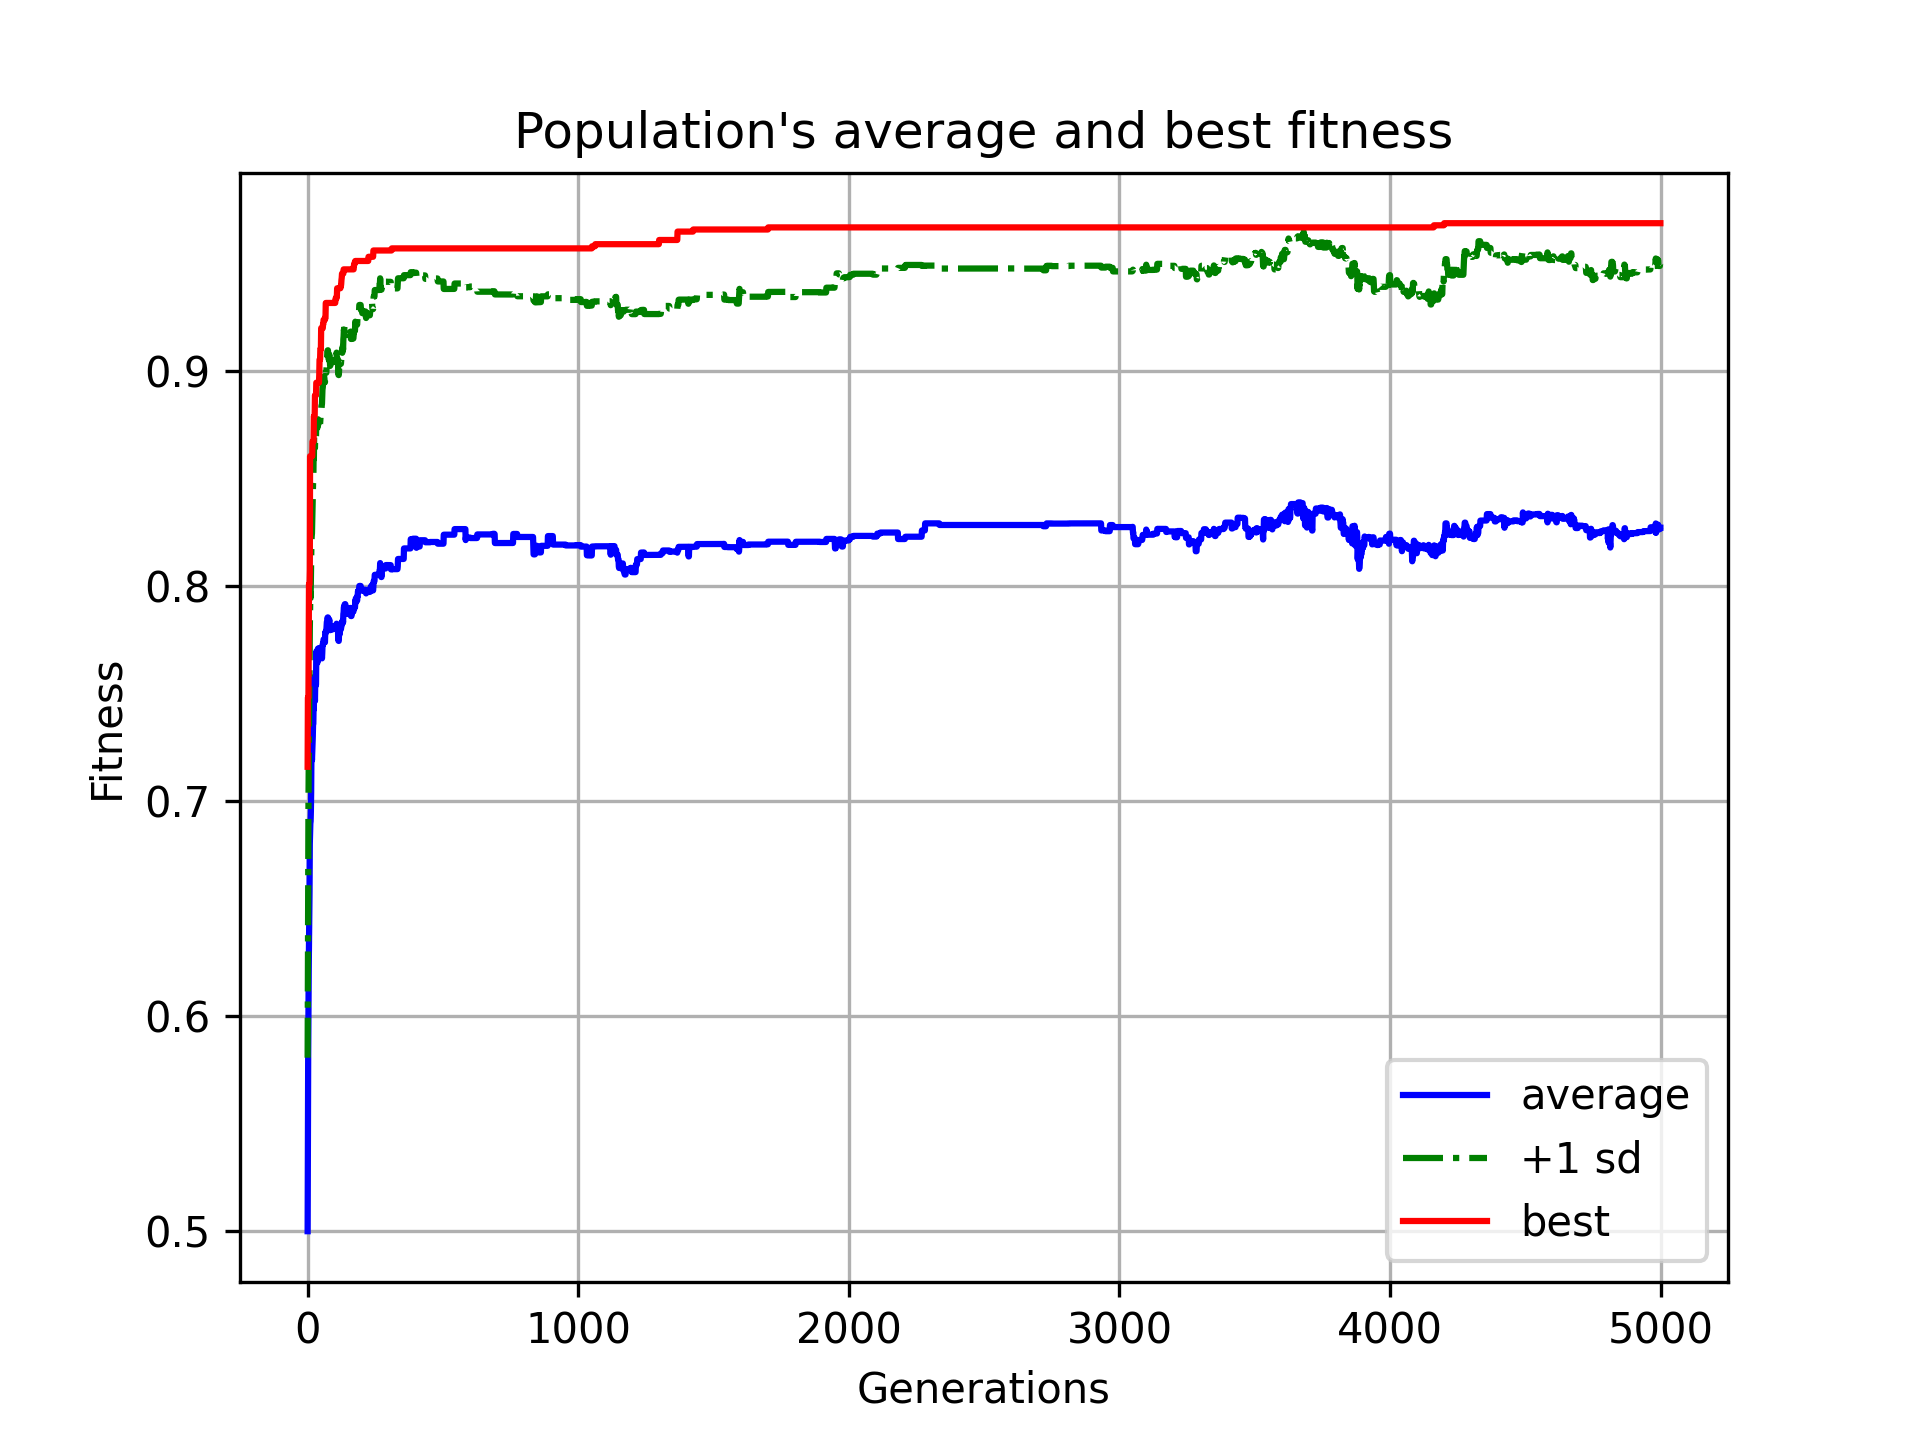 Population's average and best fitness
Fitness
0.9
0.8
0.7
0.6
0.5
0 1000 2000 3000 4000 5000
Generations
average
+1 sd
best